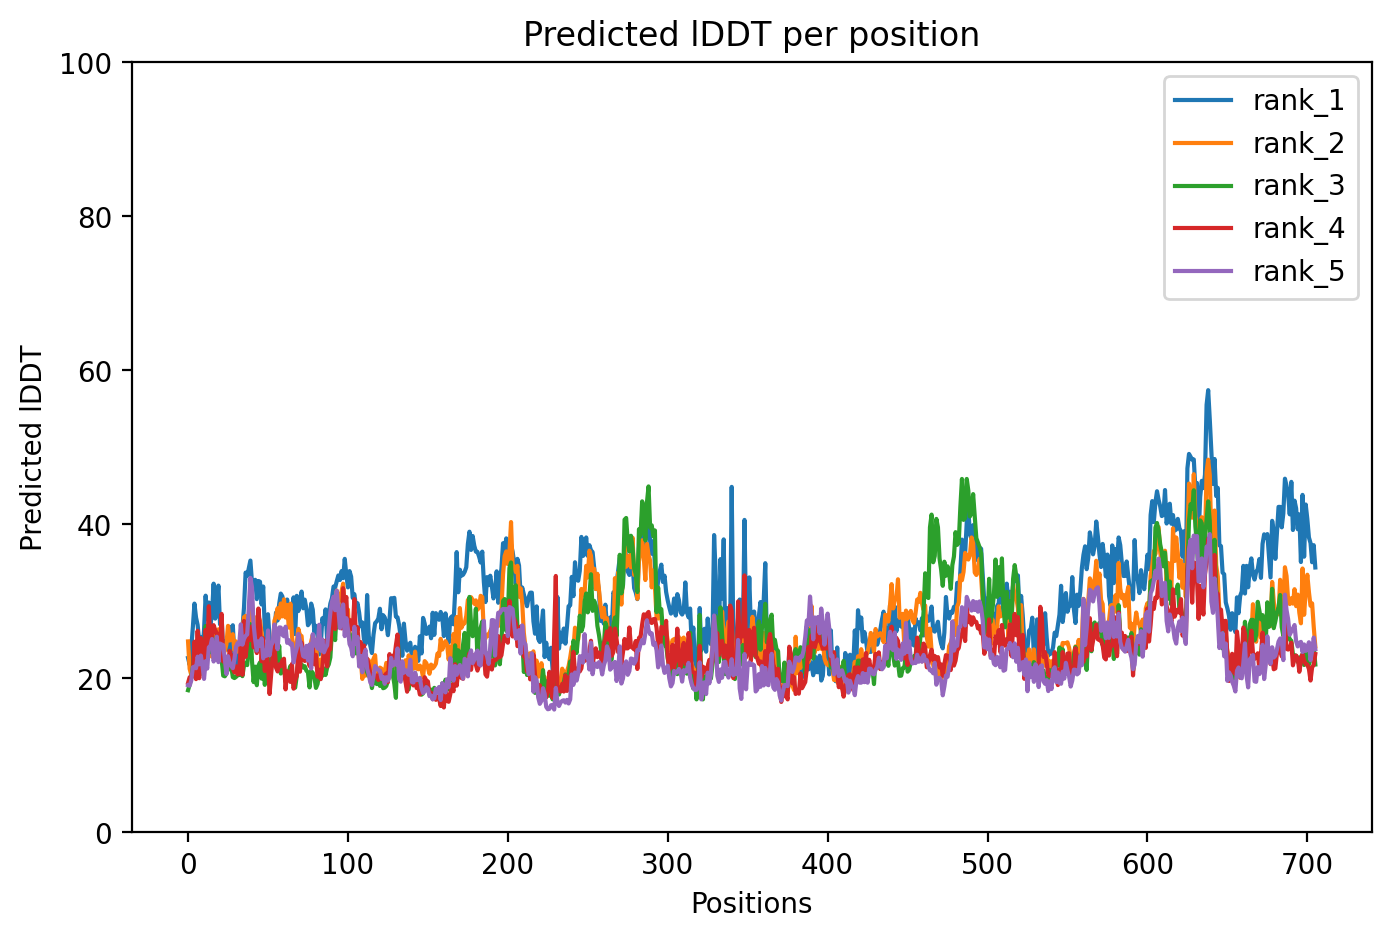 Predicted lDDT per position
100
80
60
40
20
0
Predicted lDDT
rank_1
rank_2
rank_3
rank_4
rank_5
0 100 200 300 400 500 600 700
Positions